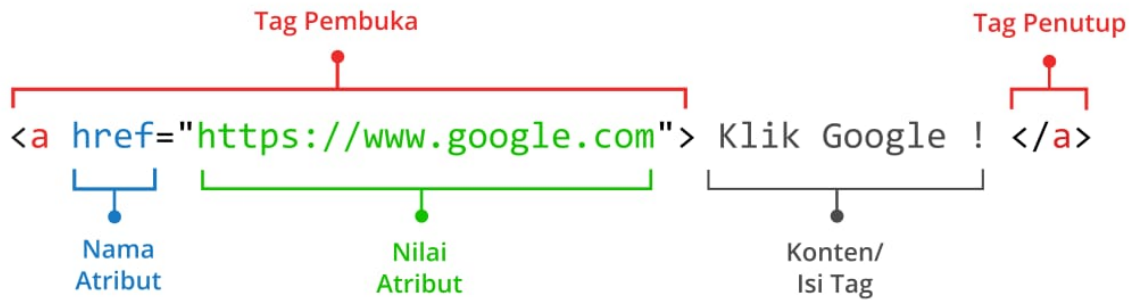 Tag Pembuka
Tag Penutup
<a href="https://www.google.com"> Klik Google ! </a>
Nama
Atribut
Nilai
Atribut
Konten/
Isi Tag